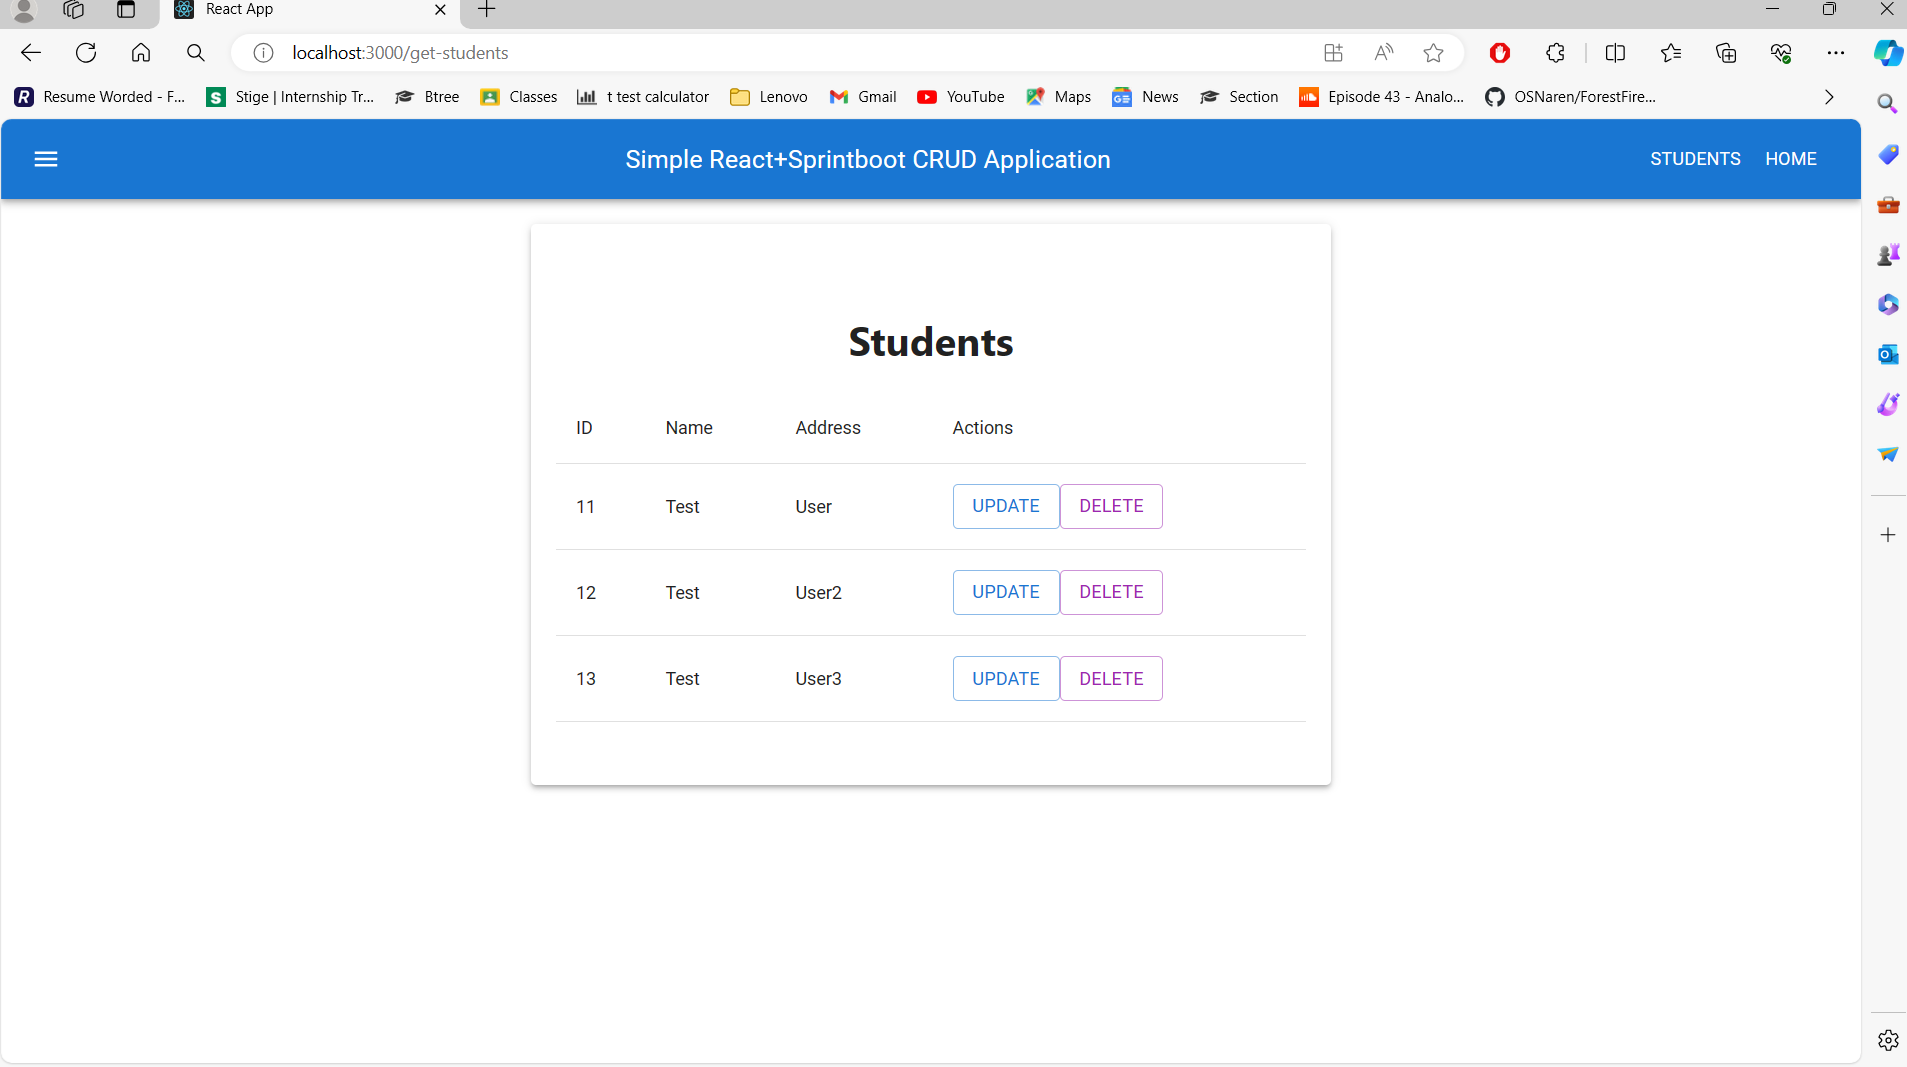 React App
localhost:3000/get-students
Resume Worded - F... Stige | Internship Tr... Btree Classes t test calculator Lenovo Gmail YouTube Maps News Section Episode 43 - Analo... OSNaren/ForestFire...
Simple React+Sprintboot CRUD Application STUDENTS HOME
Students
ID Name Address Actions
11 Test User UPDATE DELETE
12 Test User2 UPDATE DELETE
13 Test User3 UPDATE DELETE